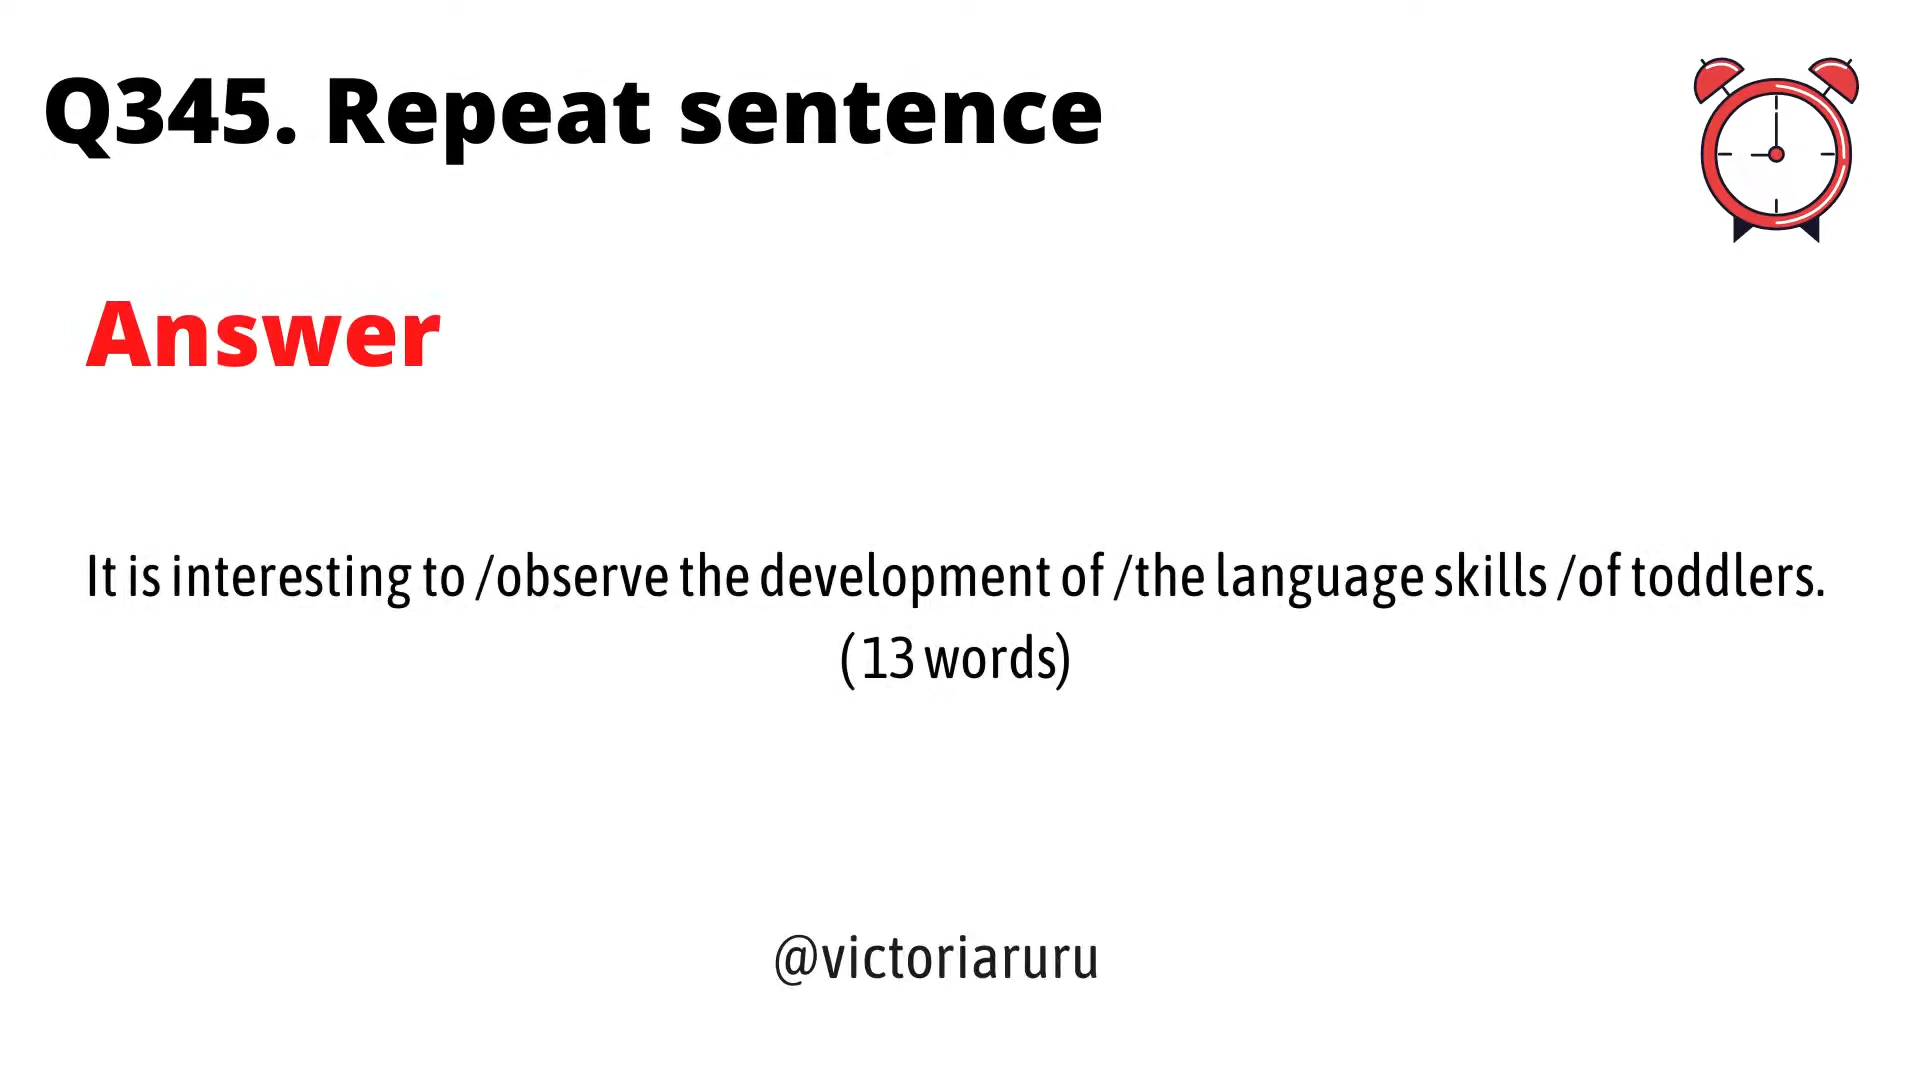 Q345. Repeat sentence
Answer
It is interesting to /observe the development of /the language skills /of toddlers.
(13 words)
@victoriaruru